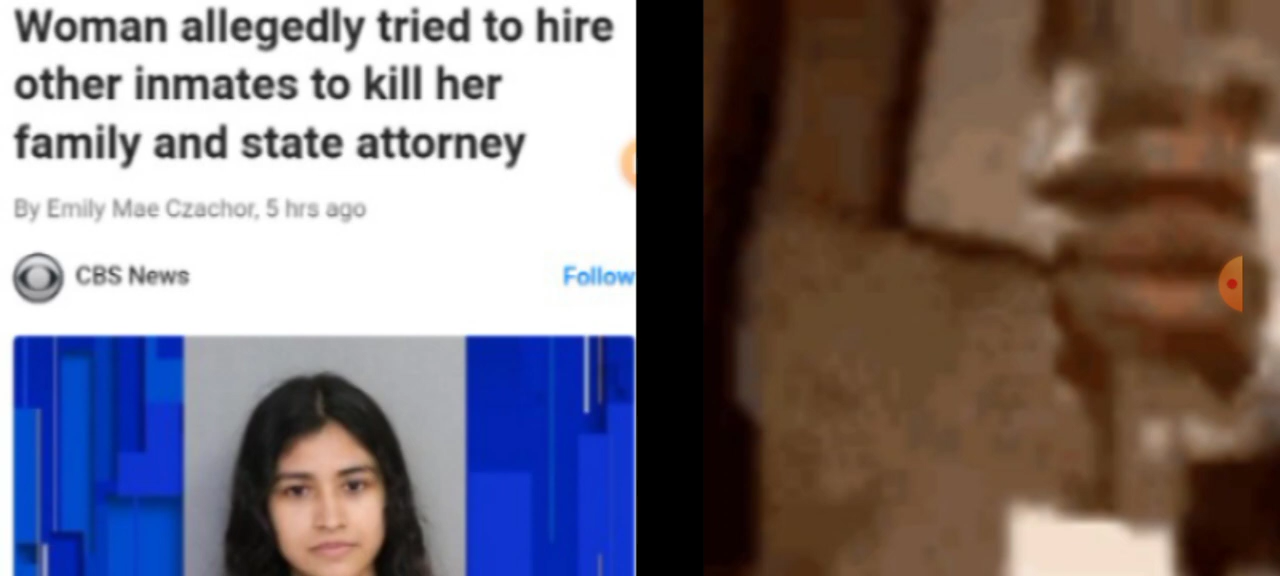 Woman allegedly tried to hire
other inmates to kill her
family and state attorney
By Emily Mae Czachor, 5 hrs ago
CBS News
Follow